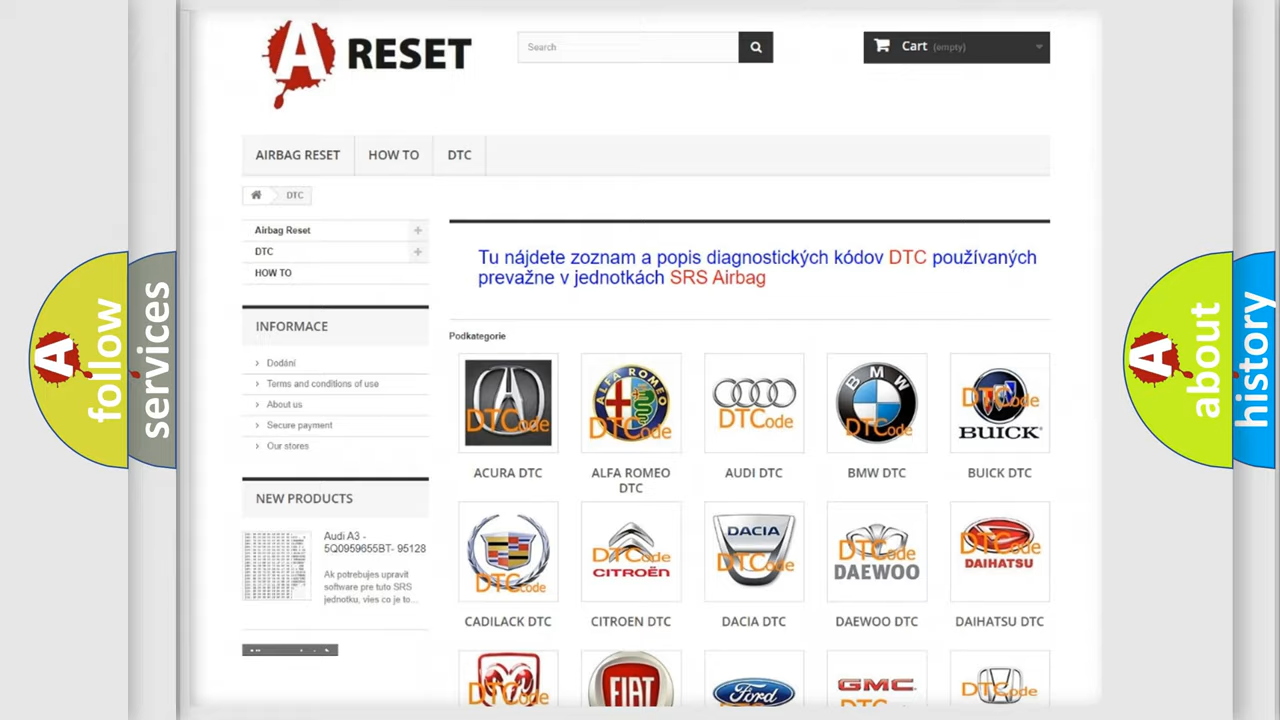 A RESET
Search
Cart (empty)
AIRBAG RESET
HOW TO
DTC
DTC
Airbag Reset
DTC
HOW TO
INFORMACE
Dodání
Terms and conditions of use
About us
Secure payment
Our stores
NEW PRODUCTS
Audi A3 -
5Q0959655BT- 95128
Ak potrebujes upravit
software pre tuto SRS
jednotku, vies co je to...
Tu nájdete zoznam a popis diagnostických kódov DTC používaných
prevažne v jednotkách SRS Airbag
Podkategorie
DTCode
ALFA ROMEO
DTCode
DTCode
BMW
DTCode
DTCode
BUICK
ACURA DTC
ALFA ROMEO
DTC
AUDI DTC
BMW DTC
BUICK DTC
DTCode
DTCode
CITROËN
DACIA
DTCode
DTCode
DAEWOO
DTCode
DAIHATSU
CADILACK DTC
CITROEN DTC
DACIA DTC
DAEWOO DTC
DAIHATSU DTC
DTCode
FIAT
Ford
GMC
DTCode
A
follow
services
A
about
history